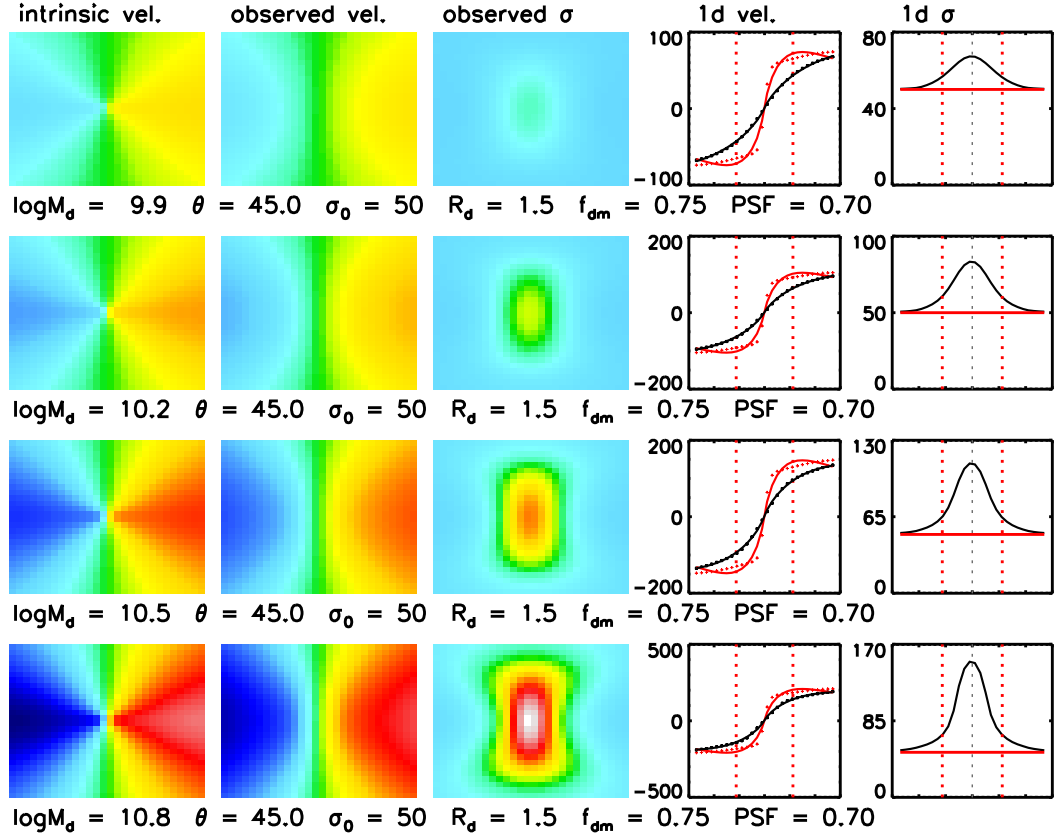 intrinsic vel. observed vel. observed σ 1d vel. 1d σ
100 80
0 40
-100 0
logM_d = 9.9 θ = 45.0 σ_0 = 50 R_d = 1.5 f_dm = 0.75 PSF = 0.70
200 100
0 50
-200 0
logM_d = 10.2 θ = 45.0 σ_0 = 50 R_d = 1.5 f_dm = 0.75 PSF = 0.70
200 130
0 65
-200 0
logM_d = 10.5 θ = 45.0 σ_0 = 50 R_d = 1.5 f_dm = 0.75 PSF = 0.70
500 170
0 85
-500 0
logM_d = 10.8 θ = 45.0 σ_0 = 50 R_d = 1.5 f_dm = 0.75 PSF = 0.70